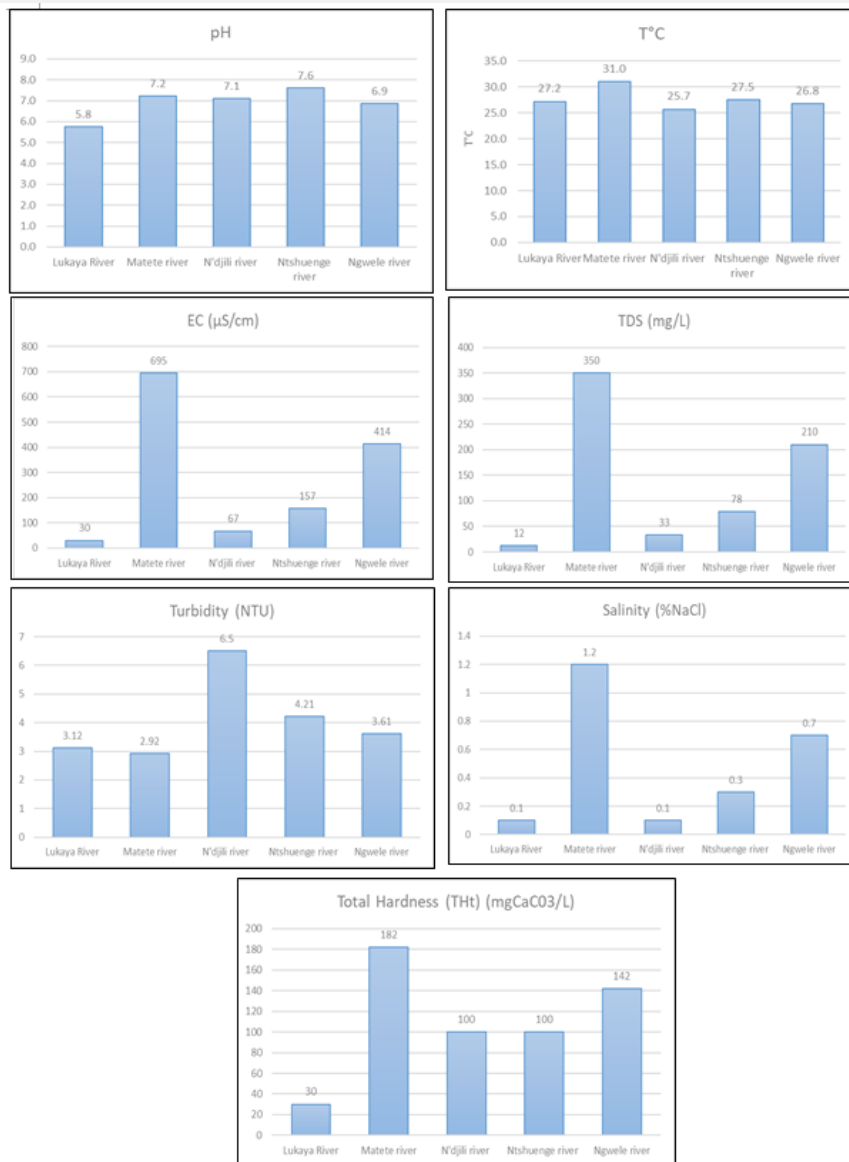 pH
9.0
8.0
7.0
6.0
5.0
4.0
3.0
2.0
1.0
0.0
5.8
7.2
7.1
7.6
6.9
Lukaya River
Matete river
N'djili river
Ntshuenge
river
Ngwele river
T°C
T°C
35.0
30.0
25.0
20.0
15.0
10.0
5.0
0.0
27.2
31.0
25.7
27.5
26.8
Lukaya River
Matete river
N'djili river
Ntshuenge
river
Ngwele river
EC (μS/cm)
800
700
600
500
400
300
200
100
0
30
695
67
157
414
Lukaya River
Matete river
N'djili river
Ntshuenge river
Ngwele river
TDS (mg/L)
400
350
300
250
200
150
100
50
0
12
350
33
78
210
Lukaya River
Matete river
N'djili river
Ntshuenge river
Ngwele river
Turbidity (NTU)
7
6
5
4
3
2
1
0
3.12
2.92
6.5
4.21
3.61
Lukaya River
Matete river
N'djili river
Ntshuenge river
Ngwele river
Salinity (%NaCl)
1.4
1.2
1
0.8
0.6
0.4
0.2
0
0.1
1.2
0.1
0.3
0.7
Lukaya River
Matete river
N'djili river
Ntshuenge river
Ngwele river
Total Hardness (THt) (mgCaC03/L)
200
180
160
140
120
100
80
60
40
20
0
30
182
100
100
142
Lukaya River
Matete river
N'djili river
Ntshuenge river
Ngwele river